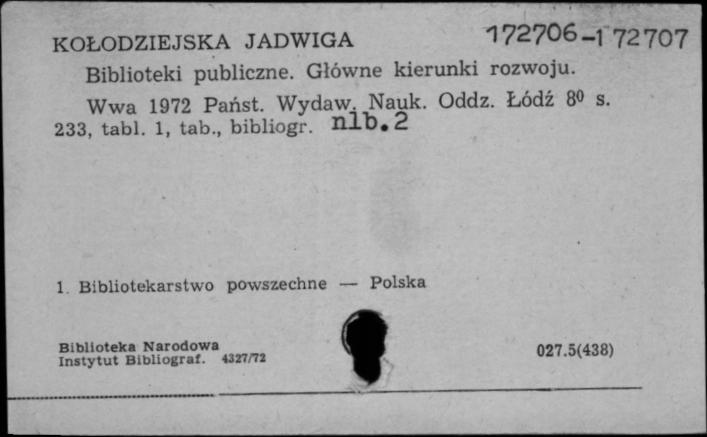 KOŁODZIEJSKA JADWIGA 172706-172707
Biblioteki publiczne. Główne kierunki rozwoju.
Wwa 1972 Państ. Wydaw. Nauk. Oddz. Łódź 8⁰ s.
233, tabl. 1, tab., bibliogr. nlb. 2
1. Bibliotekarstwo powszechne — Polska
Biblioteka Narodowa
Instytut Bibliograf. 4327/72 027.5(438)